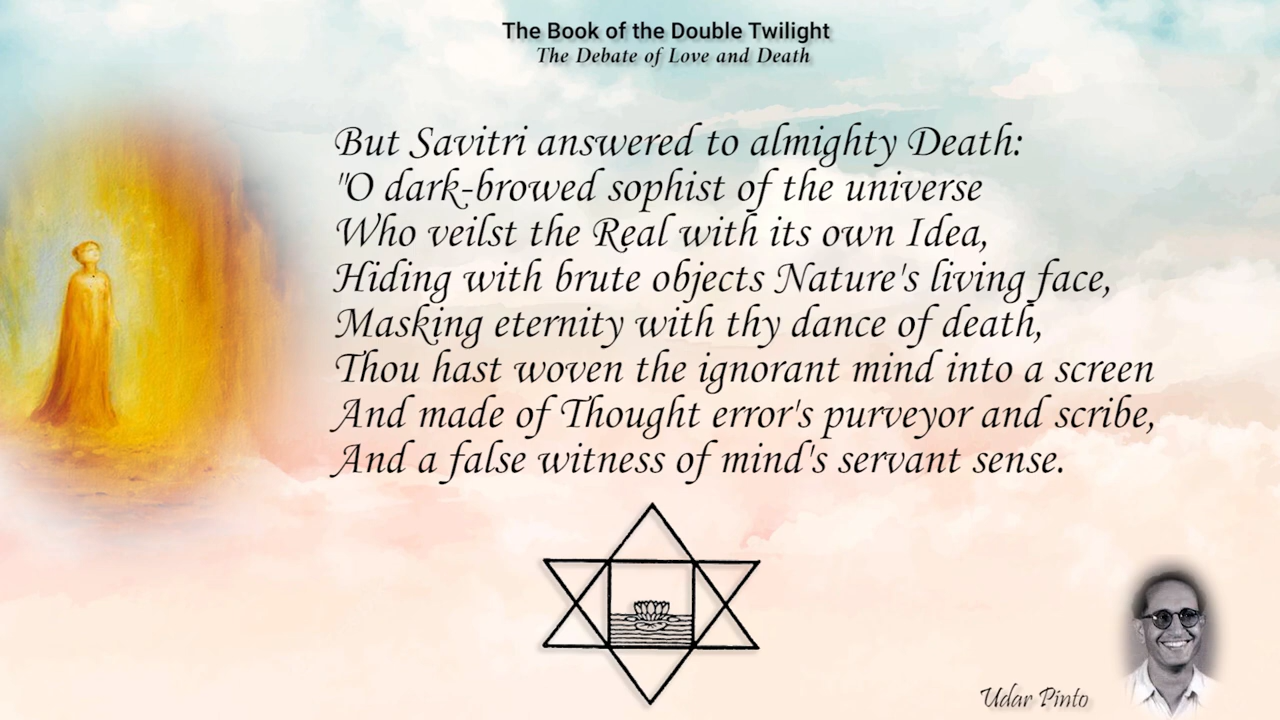 The Book of the Double Twilight
The Debate of Love and Death
But Savitri answered to almighty Death:
"O dark-browed sophist of the universe
Who veilst the Real with its own Idea,
Hiding with brute objects Nature's living face,
Masking eternity with thy dance of death,
Thou hast woven the ignorant mind into a screen
And made of Thought error's purveyor and scribe,
And a false witness of mind's servant sense.
Udar Pinto